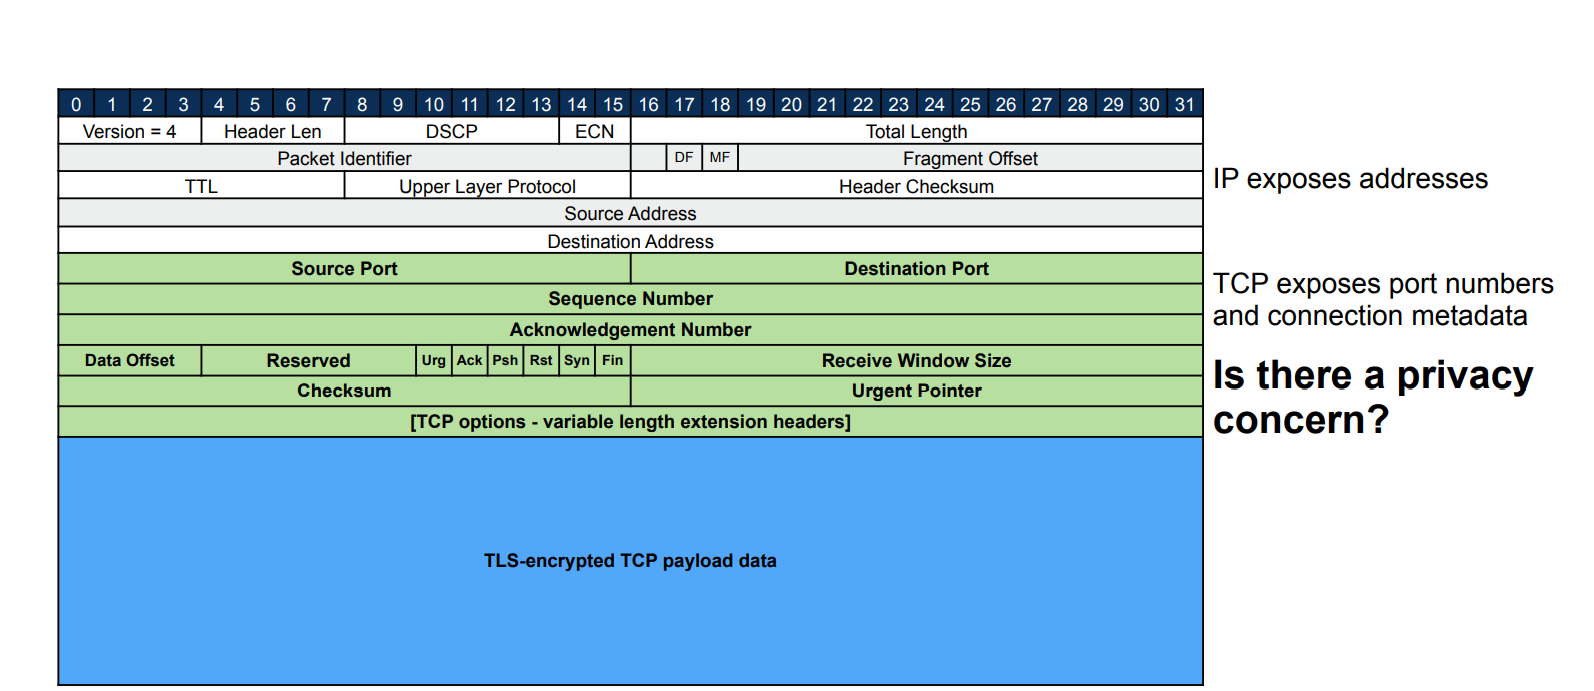 0 1 2 3 4 5 6 7 8 9 10 11 12 13 14 15 16 17 18 19 20 21 22 23 24 25 26 27 28 29 30 31
Version = 4 Header Len DSCP ECN Total Length
Packet Identifier DF MF Fragment Offset
TTL Upper Layer Protocol Header Checksum
Source Address
Destination Address
Source Port Destination Port
Sequence Number
Acknowledgement Number
Data Offset Reserved Urg Ack Psh Rst Syn Fin Receive Window Size
Checksum Urgent Pointer
[TCP options - variable length extension headers]
TLS-encrypted TCP payload data
IP exposes addresses
TCP exposes port numbers
and connection metadata
Is there a privacy
concern?